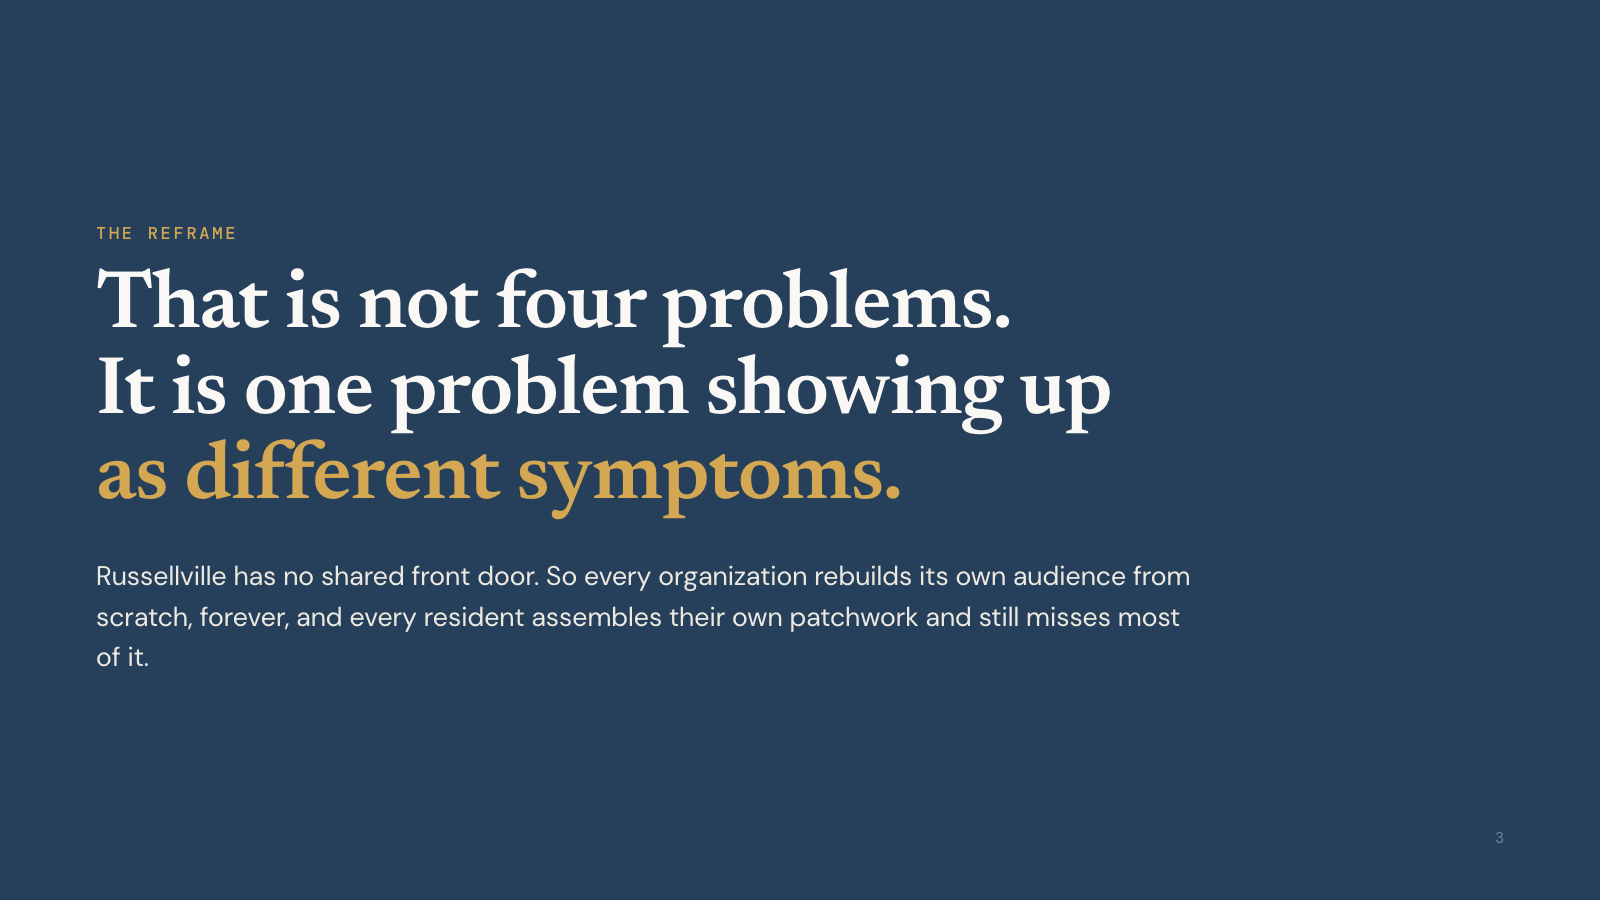 THE REFRAME
That is not four problems.
It is one problem showing up
as different symptoms.
Russellville has no shared front door. So every organization rebuilds its own audience from
scratch, forever, and every resident assembles their own patchwork and still misses most
of it.
3